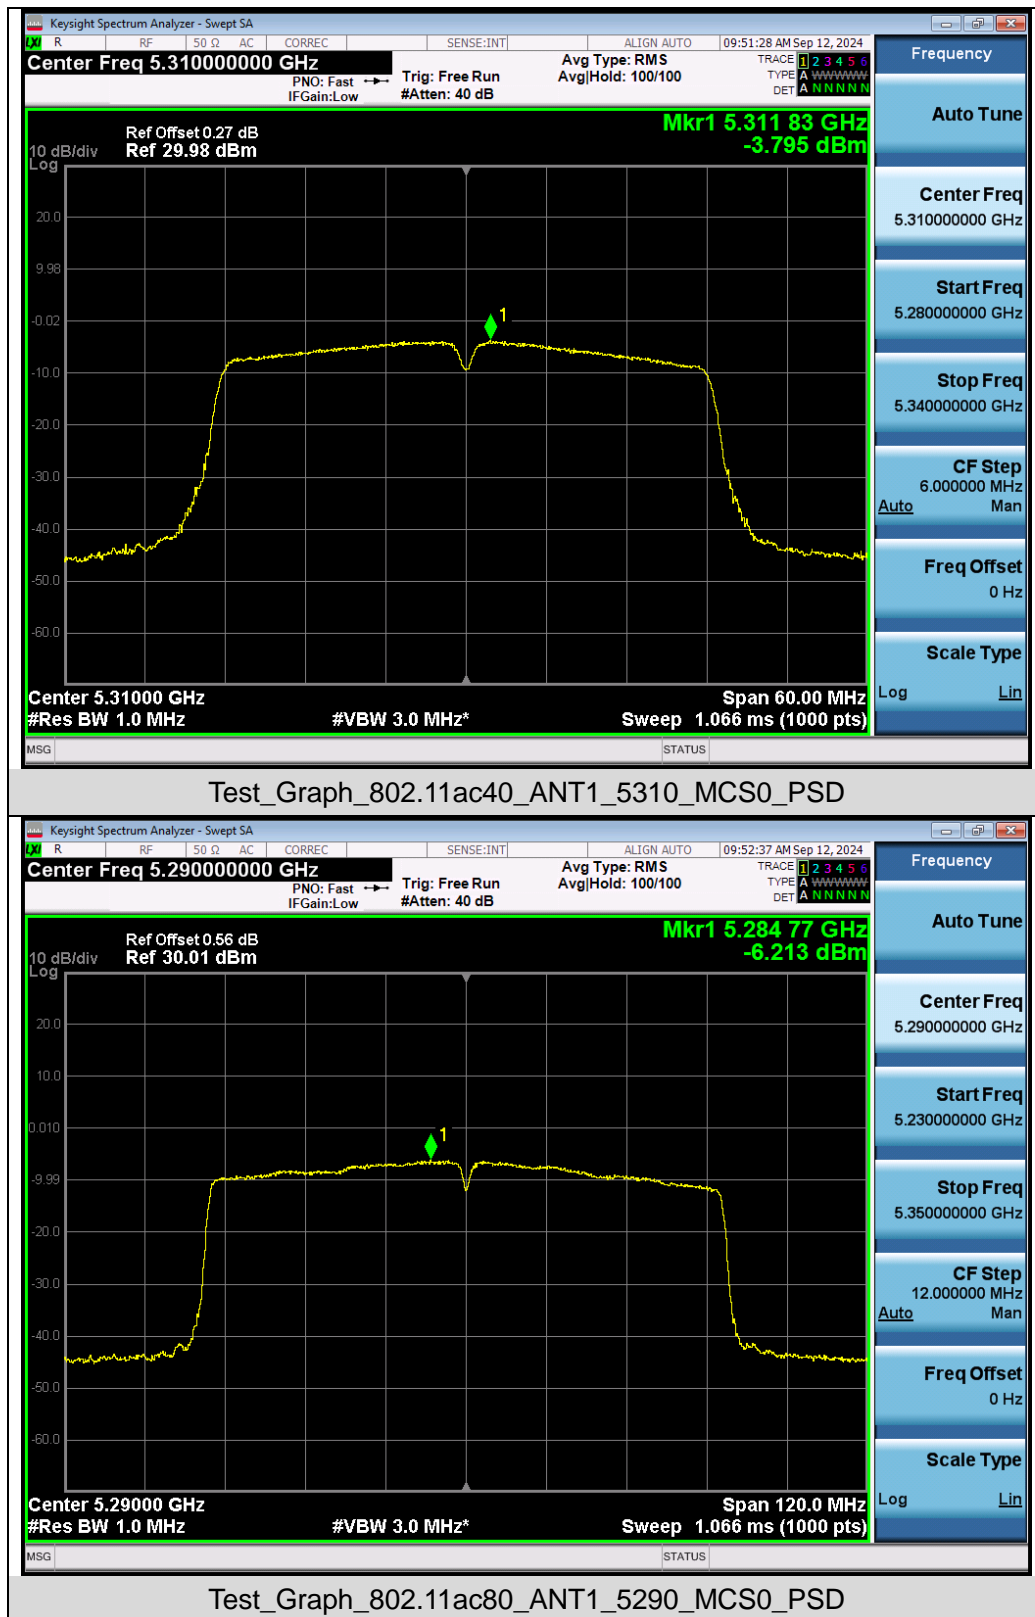 Keysight Spectrum Analyzer - Swept SA
LXI R RF 50 Ω AC CORREC SENSE:INT ALIGN AUTO 09:51:28 AM Sep 12, 2024
Center Freq 5.310000000 GHz
PNO: Fast
IFGain:Low
Trig: Free Run
#Atten: 40 dB
Avg Type: RMS
Avg|Hold: 100/100
TRACE 1 2 3 4 5 6
TYPE A WWWWW
DET A N N N N N
Ref Offset 0.27 dB
Ref 29.98 dBm
10 dB/div
Log
Mkr1 5.311 83 GHz
-3.795 dBm
20.0
9.98
-0.02
-10.0
-20.0
-30.0
-40.0
-50.0
-60.0
1
Center 5.31000 GHz
Span 60.00 MHz
#Res BW 1.0 MHz
#VBW 3.0 MHz*
Sweep 1.066 ms (1000 pts)
MSG
STATUS
Frequency
Auto Tune
Center Freq
5.310000000 GHz
Start Freq
5.280000000 GHz
Stop Freq
5.340000000 GHz
CF Step
6.000000 MHz
Auto Man
Freq Offset
0 Hz
Scale Type
Log Lin
Test_Graph_802.11ac40_ANT1_5310_MCS0_PSD
Keysight Spectrum Analyzer - Swept SA
LXI R RF 50 Ω AC CORREC SENSE:INT ALIGN AUTO 09:52:37 AM Sep 12, 2024
Center Freq 5.290000000 GHz
PNO: Fast
IFGain:Low
Trig: Free Run
#Atten: 40 dB
Avg Type: RMS
Avg|Hold: 100/100
TRACE 1 2 3 4 5 6
TYPE A WWWWW
DET A N N N N N
Ref Offset 0.56 dB
Ref 30.01 dBm
10 dB/div
Log
Mkr1 5.284 77 GHz
-6.213 dBm
20.0
10.0
0.010
-9.99
-20.0
-30.0
-40.0
-50.0
-60.0
1
Center 5.29000 GHz
Span 120.0 MHz
#Res BW 1.0 MHz
#VBW 3.0 MHz*
Sweep 1.066 ms (1000 pts)
MSG
STATUS
Frequency
Auto Tune
Center Freq
5.290000000 GHz
Start Freq
5.230000000 GHz
Stop Freq
5.350000000 GHz
CF Step
12.000000 MHz
Auto Man
Freq Offset
0 Hz
Scale Type
Log Lin
Test_Graph_802.11ac80_ANT1_5290_MCS0_PSD